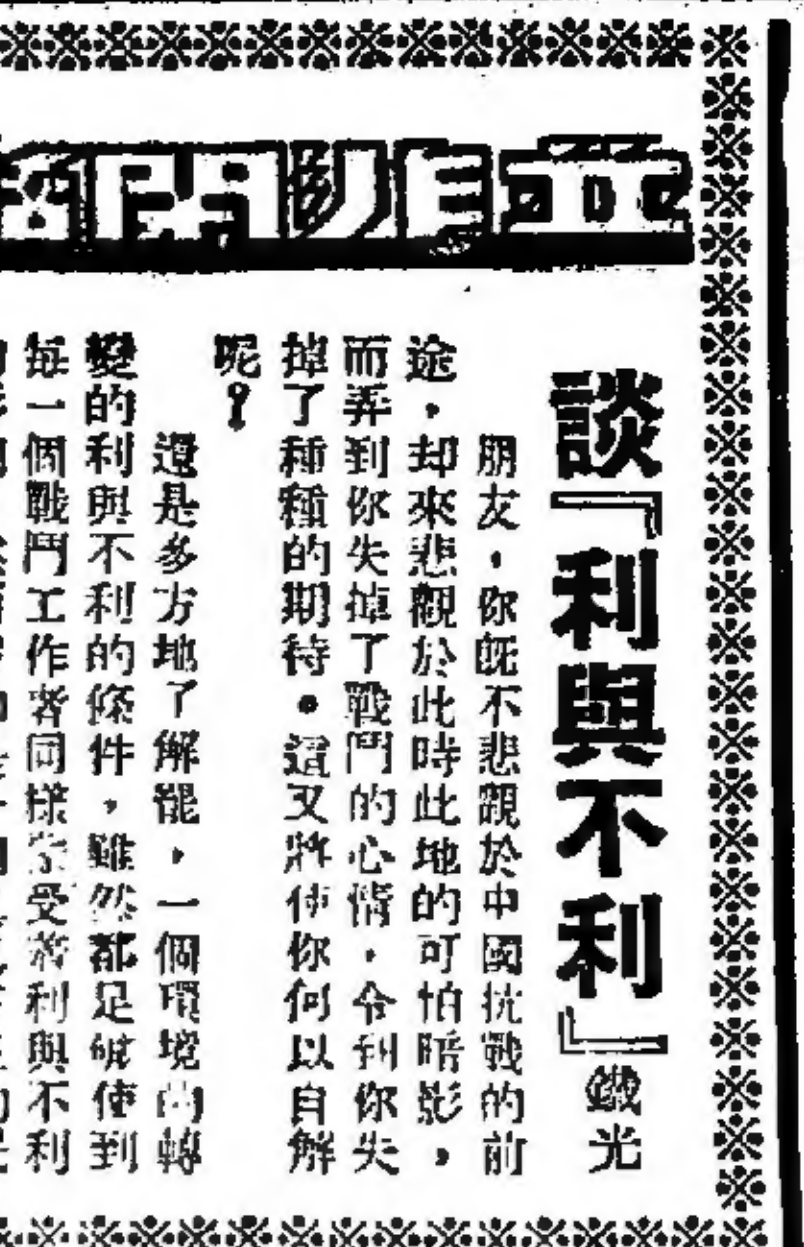 談『利與不利』
鐵光
朋友,你既不悲觀於中國抗戰的前
途,却來悲觀於此時此地的可怕暗影,
而弄到你失掉了戰鬥的心情,令到你失
掉了種種的期待。這又將使你何以自解
呢?
還是多方地了解罷,一個環境的轉
變的利與不利的條件,雖然都足使到
每一個戰鬥工作者同樣受着利與不利